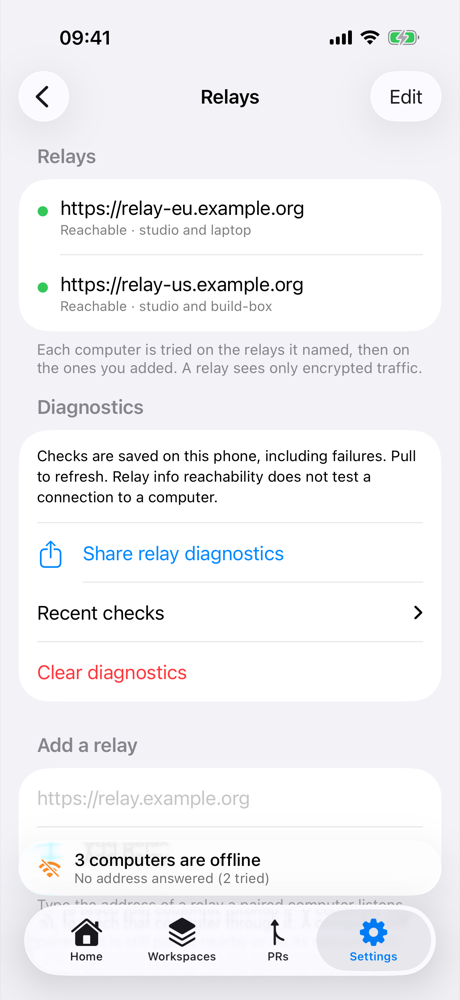 09:41
Relays
Edit
Relays
https://relay-eu.example.org
Reachable · studio and laptop
https://relay-us.example.org
Reachable · studio and build-box
Each computer is tried on the relays it named, then on
the ones you added. A relay sees only encrypted traffic.
Diagnostics
Checks are saved on this phone, including failures. Pull
to refresh. Relay info reachability does not test a
connection to a computer.
Share relay diagnostics
Recent checks
Clear diagnostics
Add a relay
https://relay.example.org
3 computers are offline
No address answered (2 tried)
Type the address of a relay a paired computer listens
Home
Workspaces
PRs
Settings